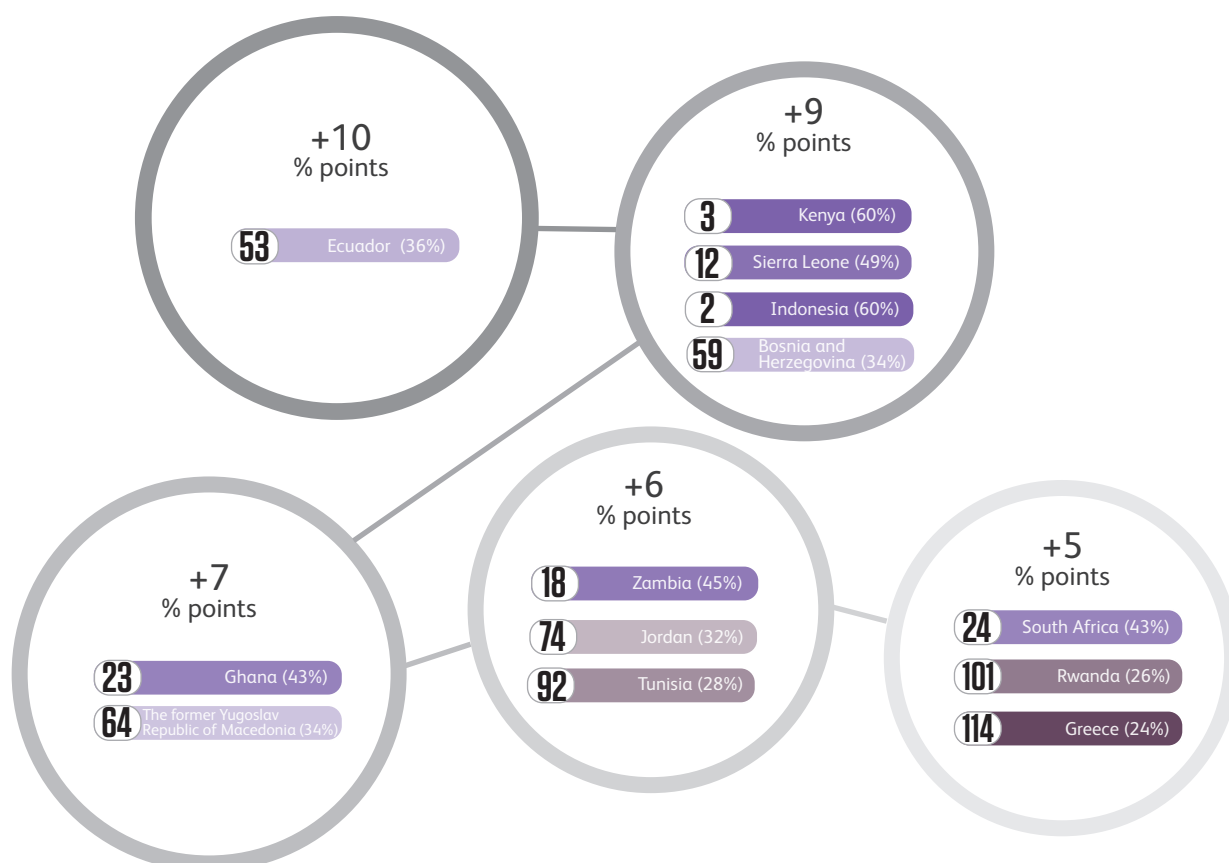 +10
% points
53 Ecuador (36%)
+9
% points
3 Kenya (60%)
12 Sierra Leone (49%)
2 Indonesia (60%)
59 Bosnia and
Herzegovina (34%)
+7
% points
23 Ghana (43%)
64 The former Yugoslav
Republic of Macedonia (34%)
+6
% points
18 Zambia (45%)
74 Jordan (32%)
92 Tunisia (28%)
+5
% points
24 South Africa (43%)
101 Rwanda (26%)
114 Greece (24%)